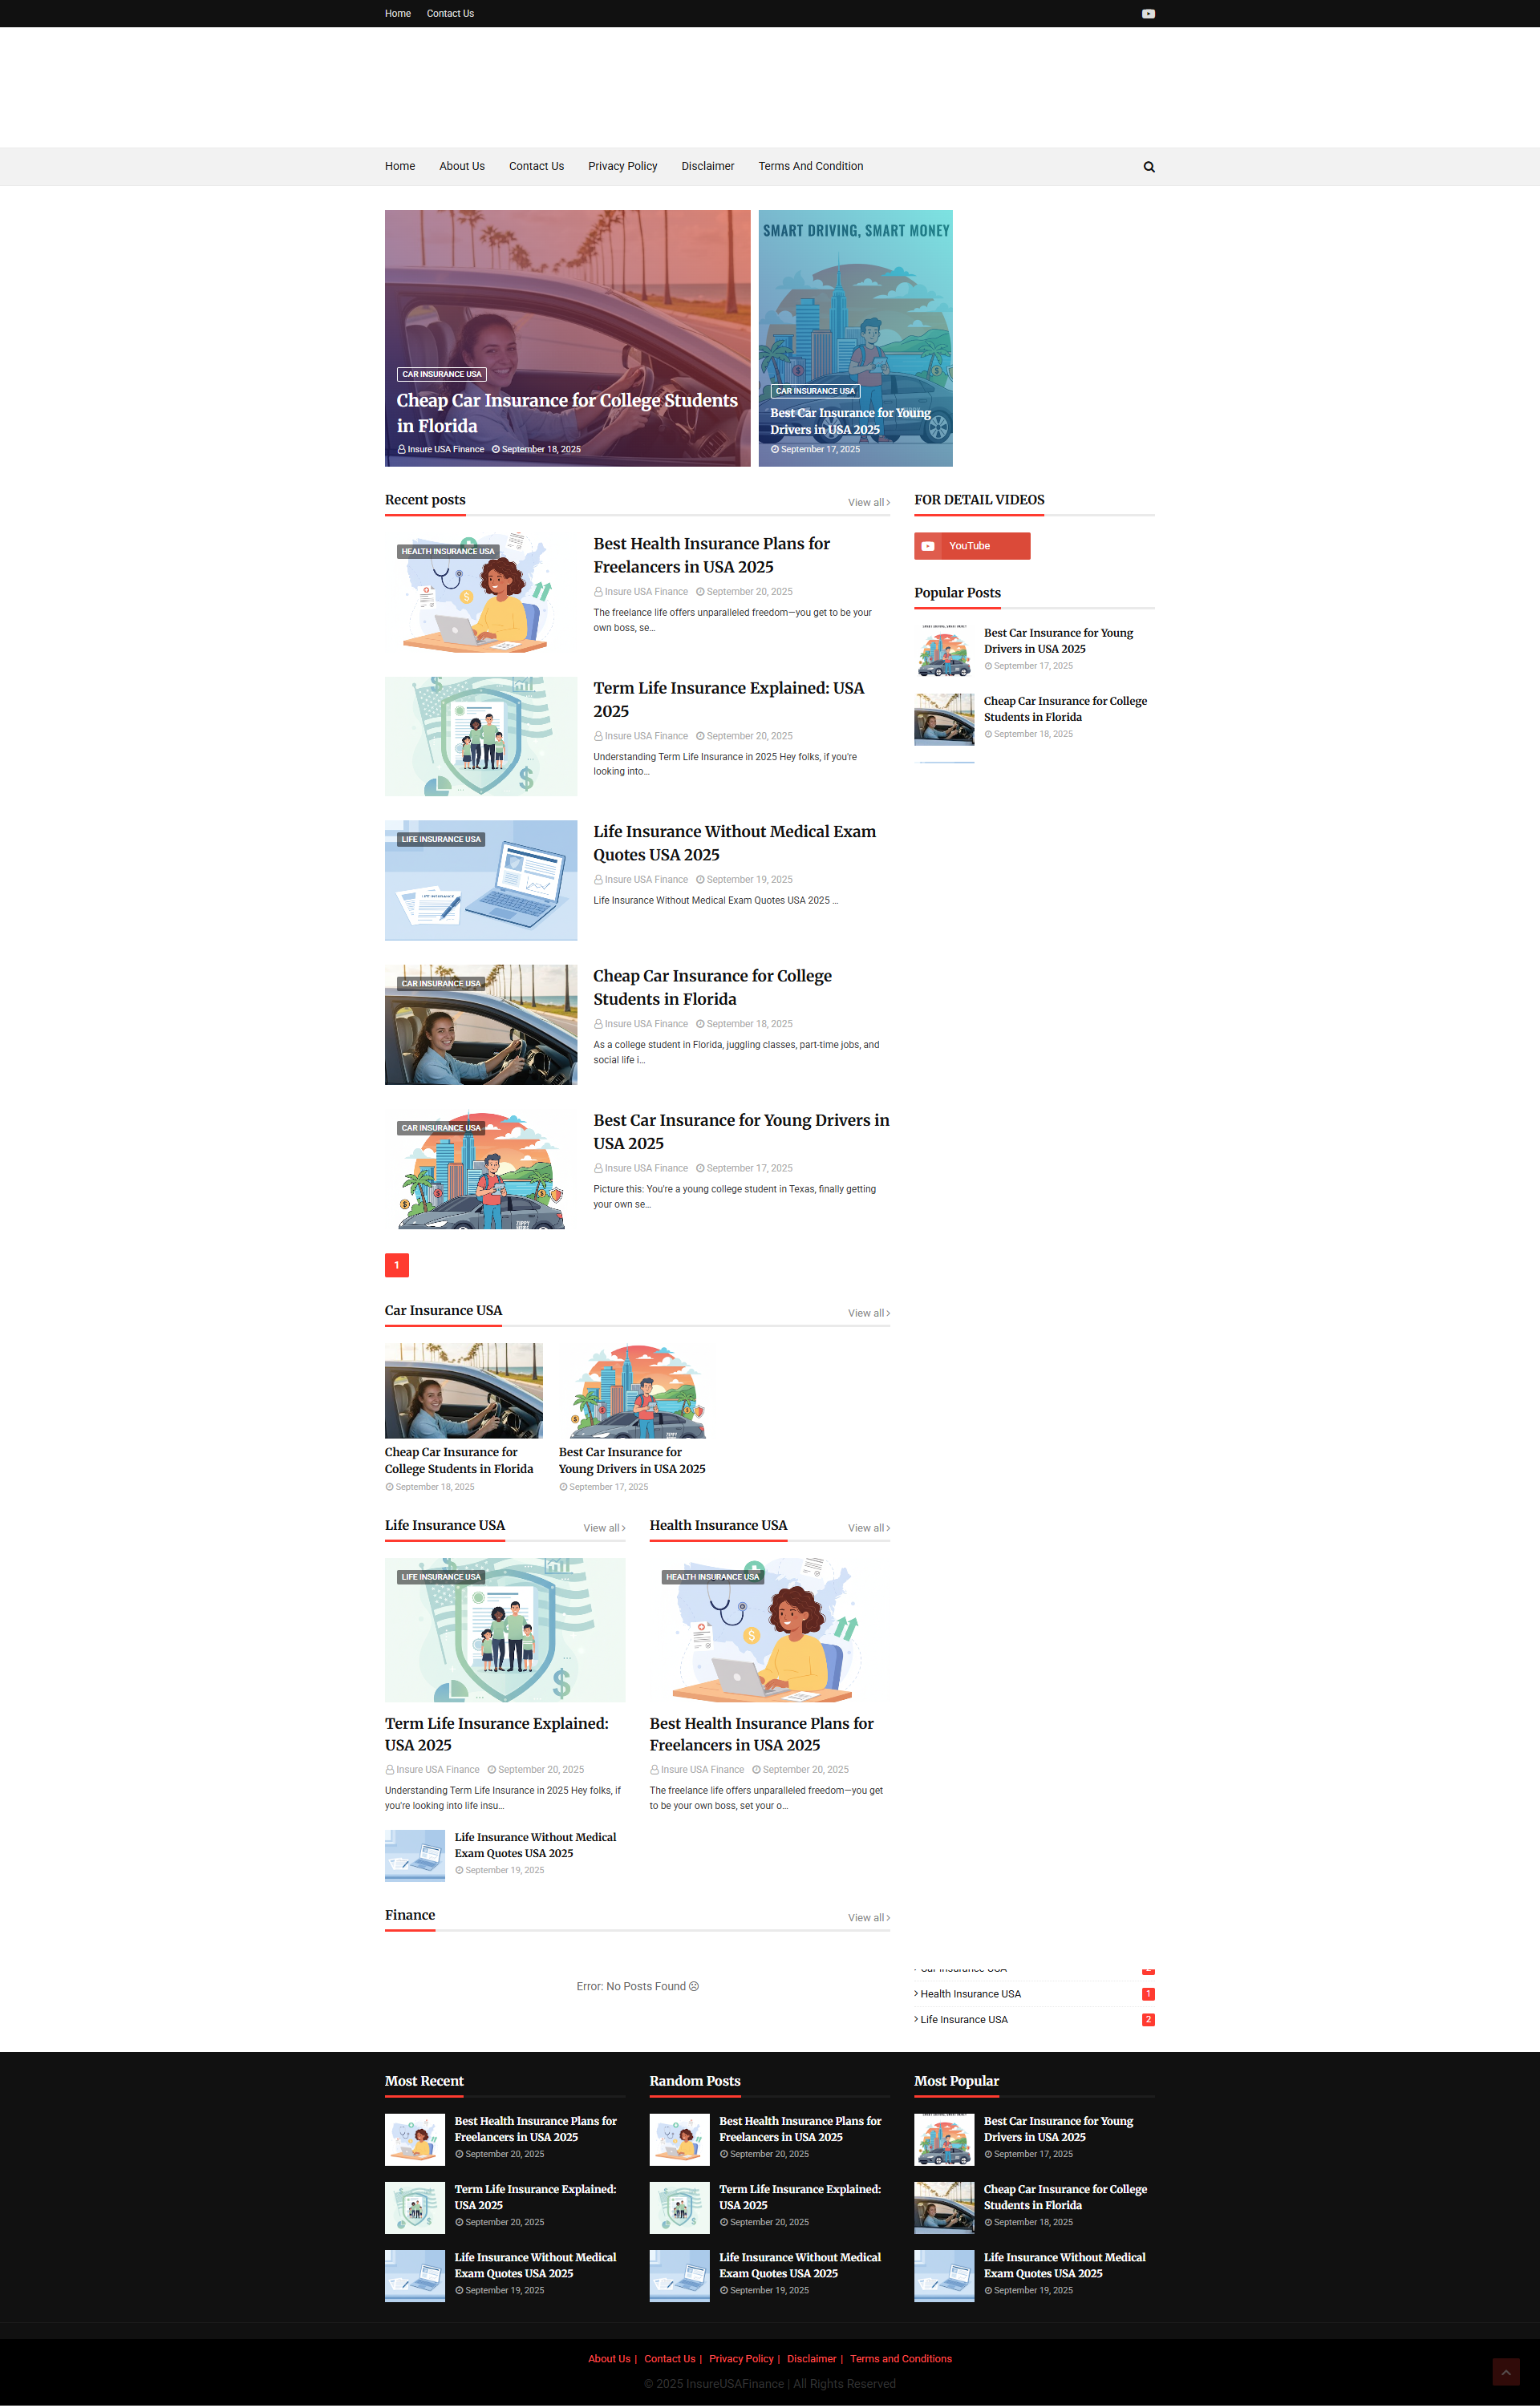 Home Contact Us
Home About Us Contact Us Privacy Policy Disclaimer Terms And Condition
CAR INSURANCE USA
Cheap Car Insurance for College Students
in Florida
Insure USA Finance September 18, 2025
SMART DRIVING, SMART MONEY
CAR INSURANCE USA
Best Car Insurance for Young
Drivers in USA 2025
September 17, 2025
Recent posts View all
HEALTH INSURANCE USA
Best Health Insurance Plans for
Freelancers in USA 2025
Insure USA Finance September 20, 2025
The freelance life offers unparalleled freedom—you get to be your
own boss, se…
Term Life Insurance Explained: USA
2025
Insure USA Finance September 20, 2025
Understanding Term Life Insurance in 2025 Hey folks, if you're
looking into…
LIFE INSURANCE USA
Life Insurance Without Medical Exam
Quotes USA 2025
Insure USA Finance September 19, 2025
Life Insurance Without Medical Exam Quotes USA 2025 …
CAR INSURANCE USA
Cheap Car Insurance for College
Students in Florida
Insure USA Finance September 18, 2025
As a college student in Florida, juggling classes, part-time jobs, and
social life i…
CAR INSURANCE USA
Best Car Insurance for Young Drivers in
USA 2025
Insure USA Finance September 17, 2025
Picture this: You're a young college student in Texas, finally getting
your own se…
1
FOR DETAIL VIDEOS
YouTube
Popular Posts
Best Car Insurance for Young
Drivers in USA 2025
September 17, 2025
Cheap Car Insurance for College
Students in Florida
September 18, 2025
Car Insurance USA View all
Cheap Car Insurance for
College Students in Florida
September 18, 2025
Best Car Insurance for
Young Drivers in USA 2025
September 17, 2025
Life Insurance USA View all
LIFE INSURANCE USA
Term Life Insurance Explained:
USA 2025
Insure USA Finance September 20, 2025
Understanding Term Life Insurance in 2025 Hey folks, if
you're looking into life insu…
Life Insurance Without Medical
Exam Quotes USA 2025
September 19, 2025
Health Insurance USA View all
HEALTH INSURANCE USA
Best Health Insurance Plans for
Freelancers in USA 2025
Insure USA Finance September 20, 2025
The freelance life offers unparalleled freedom—you get
to be your own boss, set your o…
Finance View all
Error: No Posts Found
Car Insurance USA 2
Health Insurance USA 1
Life Insurance USA 2
Most Recent
Best Health Insurance Plans for
Freelancers in USA 2025
September 20, 2025
Term Life Insurance Explained:
USA 2025
September 20, 2025
Life Insurance Without Medical
Exam Quotes USA 2025
September 19, 2025
Random Posts
Best Health Insurance Plans for
Freelancers in USA 2025
September 20, 2025
Term Life Insurance Explained:
USA 2025
September 20, 2025
Life Insurance Without Medical
Exam Quotes USA 2025
September 19, 2025
Most Popular
Best Car Insurance for Young
Drivers in USA 2025
September 17, 2025
Cheap Car Insurance for College
Students in Florida
September 18, 2025
Life Insurance Without Medical
Exam Quotes USA 2025
September 19, 2025
About Us | Contact Us | Privacy Policy | Disclaimer | Terms and Conditions
© 2025 InsureUSAFinance | All Rights Reserved